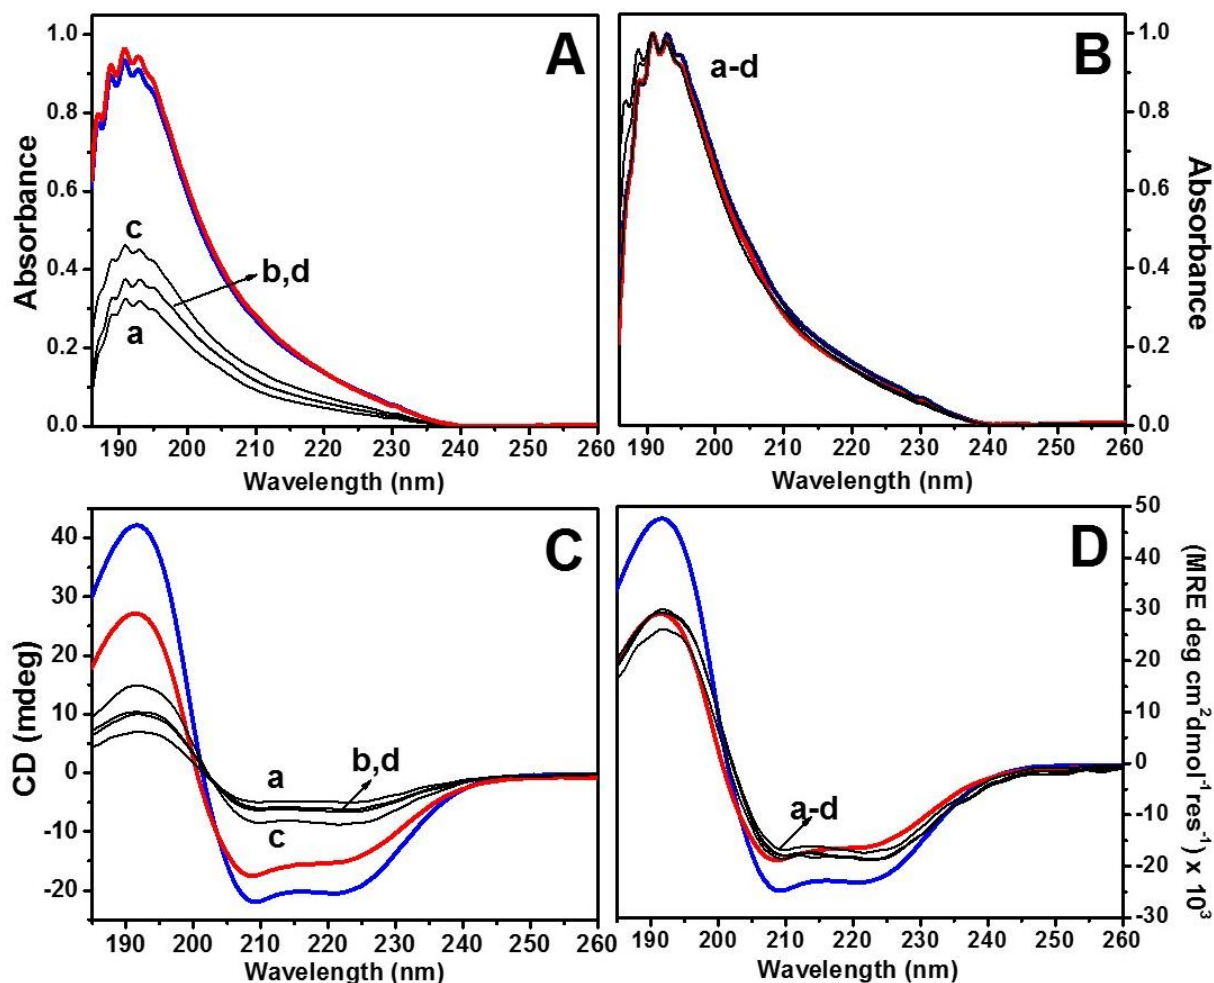 A
1.0
0.8
0.6
0.4
0.2
0.0
Absorbance
c
b,d
a
190 200 210 220 230 240 250 260
Wavelength (nm)
B
a-d
1.0
0.8
0.6
0.4
0.2
0.0
Absorbance
190 200 210 220 230 240 250 260
Wavelength (nm)
C
40
30
20
10
0
-10
-20
CD (mdeg)
a
b,d
c
190 200 210 220 230 240 250 260
Wavelength (nm)
D
50
40
30
20
10
0
-10
-20
-30
(MRE deg cm²dmol⁻¹res⁻¹) x 10³
a-d
190 200 210 220 230 240 250 260
Wavelength (nm)